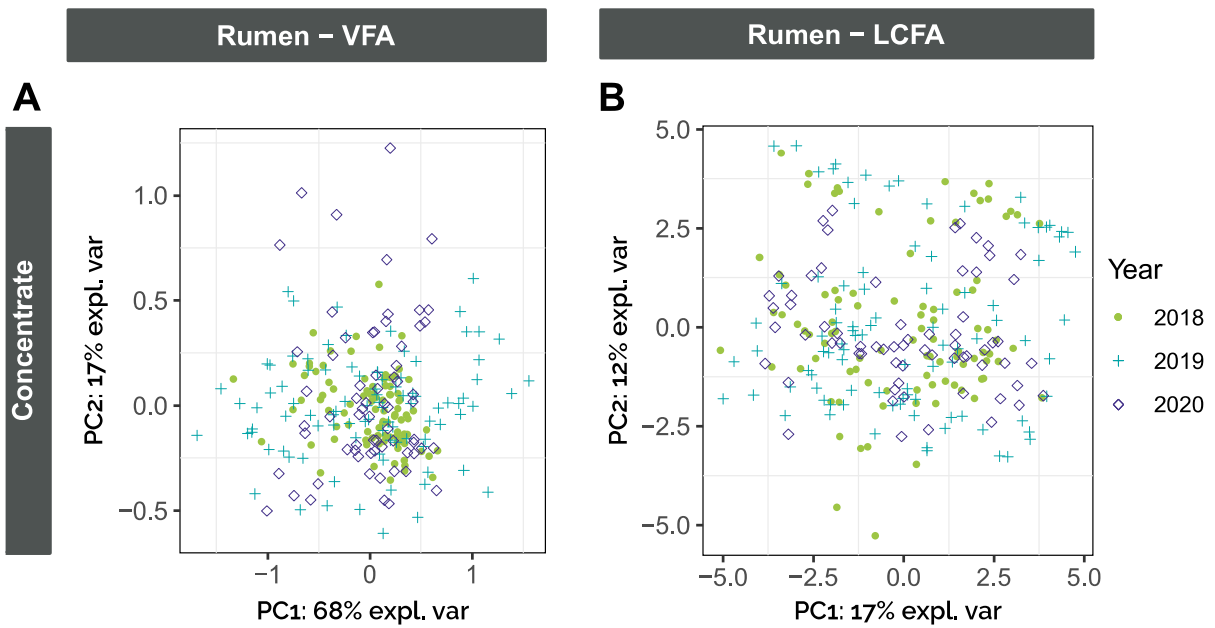 Rumen – VFA
Rumen – LCFA
A
B
Concentrate
PC2: 17% expl. var
1.0
0.5
0.0
−0.5
−1
0
1
PC1: 68% expl. var
PC2: 12% expl. var
5.0
2.5
0.0
−2.5
−5.0
−5.0
−2.5
0.0
2.5
5.0
PC1: 17% expl. var
Year
2018
2019
2020